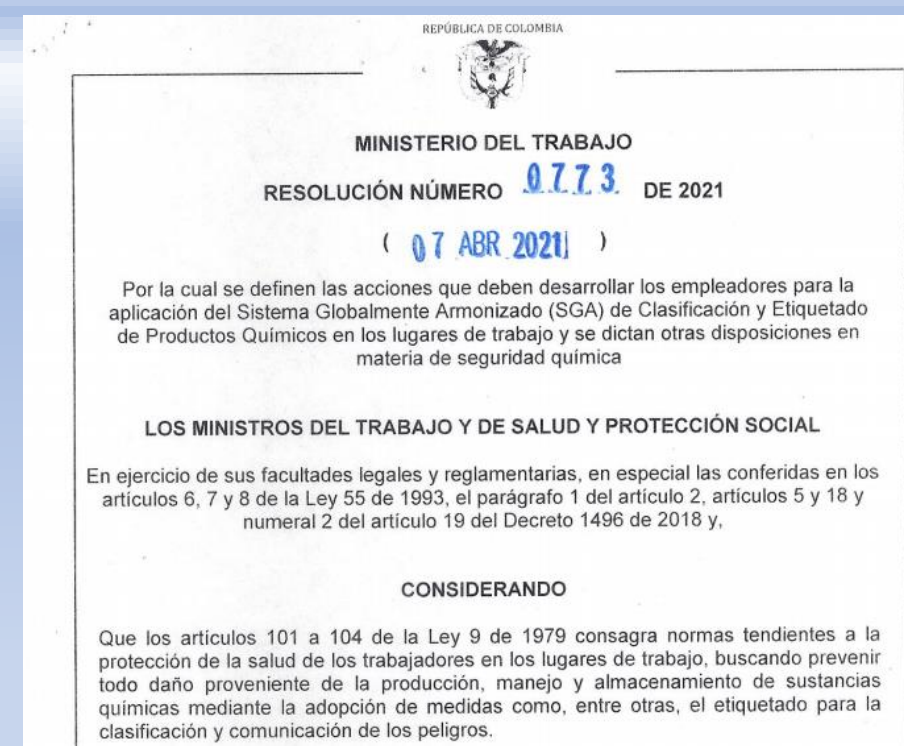 REPÚBLICA DE COLOMBIA
MINISTERIO DEL TRABAJO
RESOLUCIÓN NÚMERO 0773 DE 2021
( 07 ABR 2021 )
Por la cual se definen las acciones que deben desarrollar los empleadores para la
aplicación del Sistema Globalmente Armonizado (SGA) de Clasificación y Etiquetado
de Productos Químicos en los lugares de trabajo y se dictan otras disposiciones en
materia de seguridad química
LOS MINISTROS DEL TRABAJO Y DE SALUD Y PROTECCIÓN SOCIAL
En ejercicio de sus facultades legales y reglamentarias, en especial las conferidas en los
artículos 6, 7 y 8 de la Ley 55 de 1993, el parágrafo 1 del artículo 2, artículos 5 y 18 y
numeral 2 del artículo 19 del Decreto 1496 de 2018 y,
CONSIDERANDO
Que los artículos 101 a 104 de la Ley 9 de 1979 consagra normas tendientes a la
protección de la salud de los trabajadores en los lugares de trabajo, buscando prevenir
todo daño proveniente de la producción, manejo y almacenamiento de sustancias
químicas mediante la adopción de medidas como, entre otras, el etiquetado para la
clasificación y comunicación de los peligros.